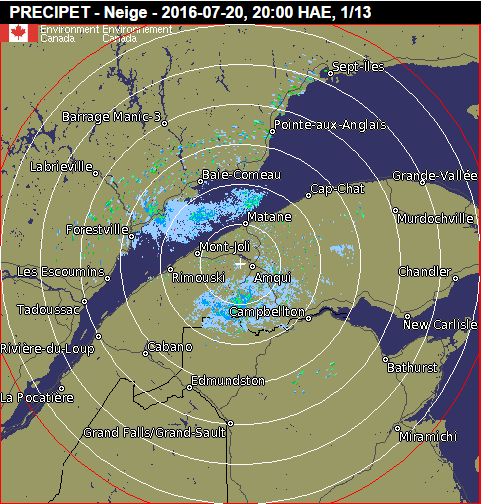 PRECIPET - Neige - 2016-07-20, 20:00 HAE, 1/13
Environment Environnement
Canada Canada
Sept-Îles
Barrage Manic-3
Pointe-aux-Anglais
Labrieville
Baie-Comeau
Grande-Vallée
Cap-Chat
Matane
Murdochville
Forestville
Mont-Joli
Les Escoumins
Rimouski
Amqui
Chandler
Tadoussac
Campbellton
New Carlisle
Rivière-du-Loup
Cabano
Bathurst
Edmundston
La Pocatière
Grand Falls/Grand-Sault
Miramichi